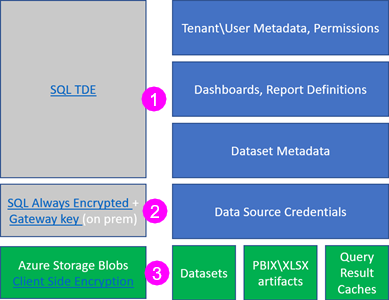 SQL TDE
1
Tenant\User Metadata, Permissions
Dashboards, Report Definitions
Dataset Metadata
SQL Always Encrypted +
Gateway key (on prem)
2
Data Source Credentials
Azure Storage Blobs
Client Side Encryption
3
Datasets
PBIX\XLSX
artifacts
Query
Result
Caches